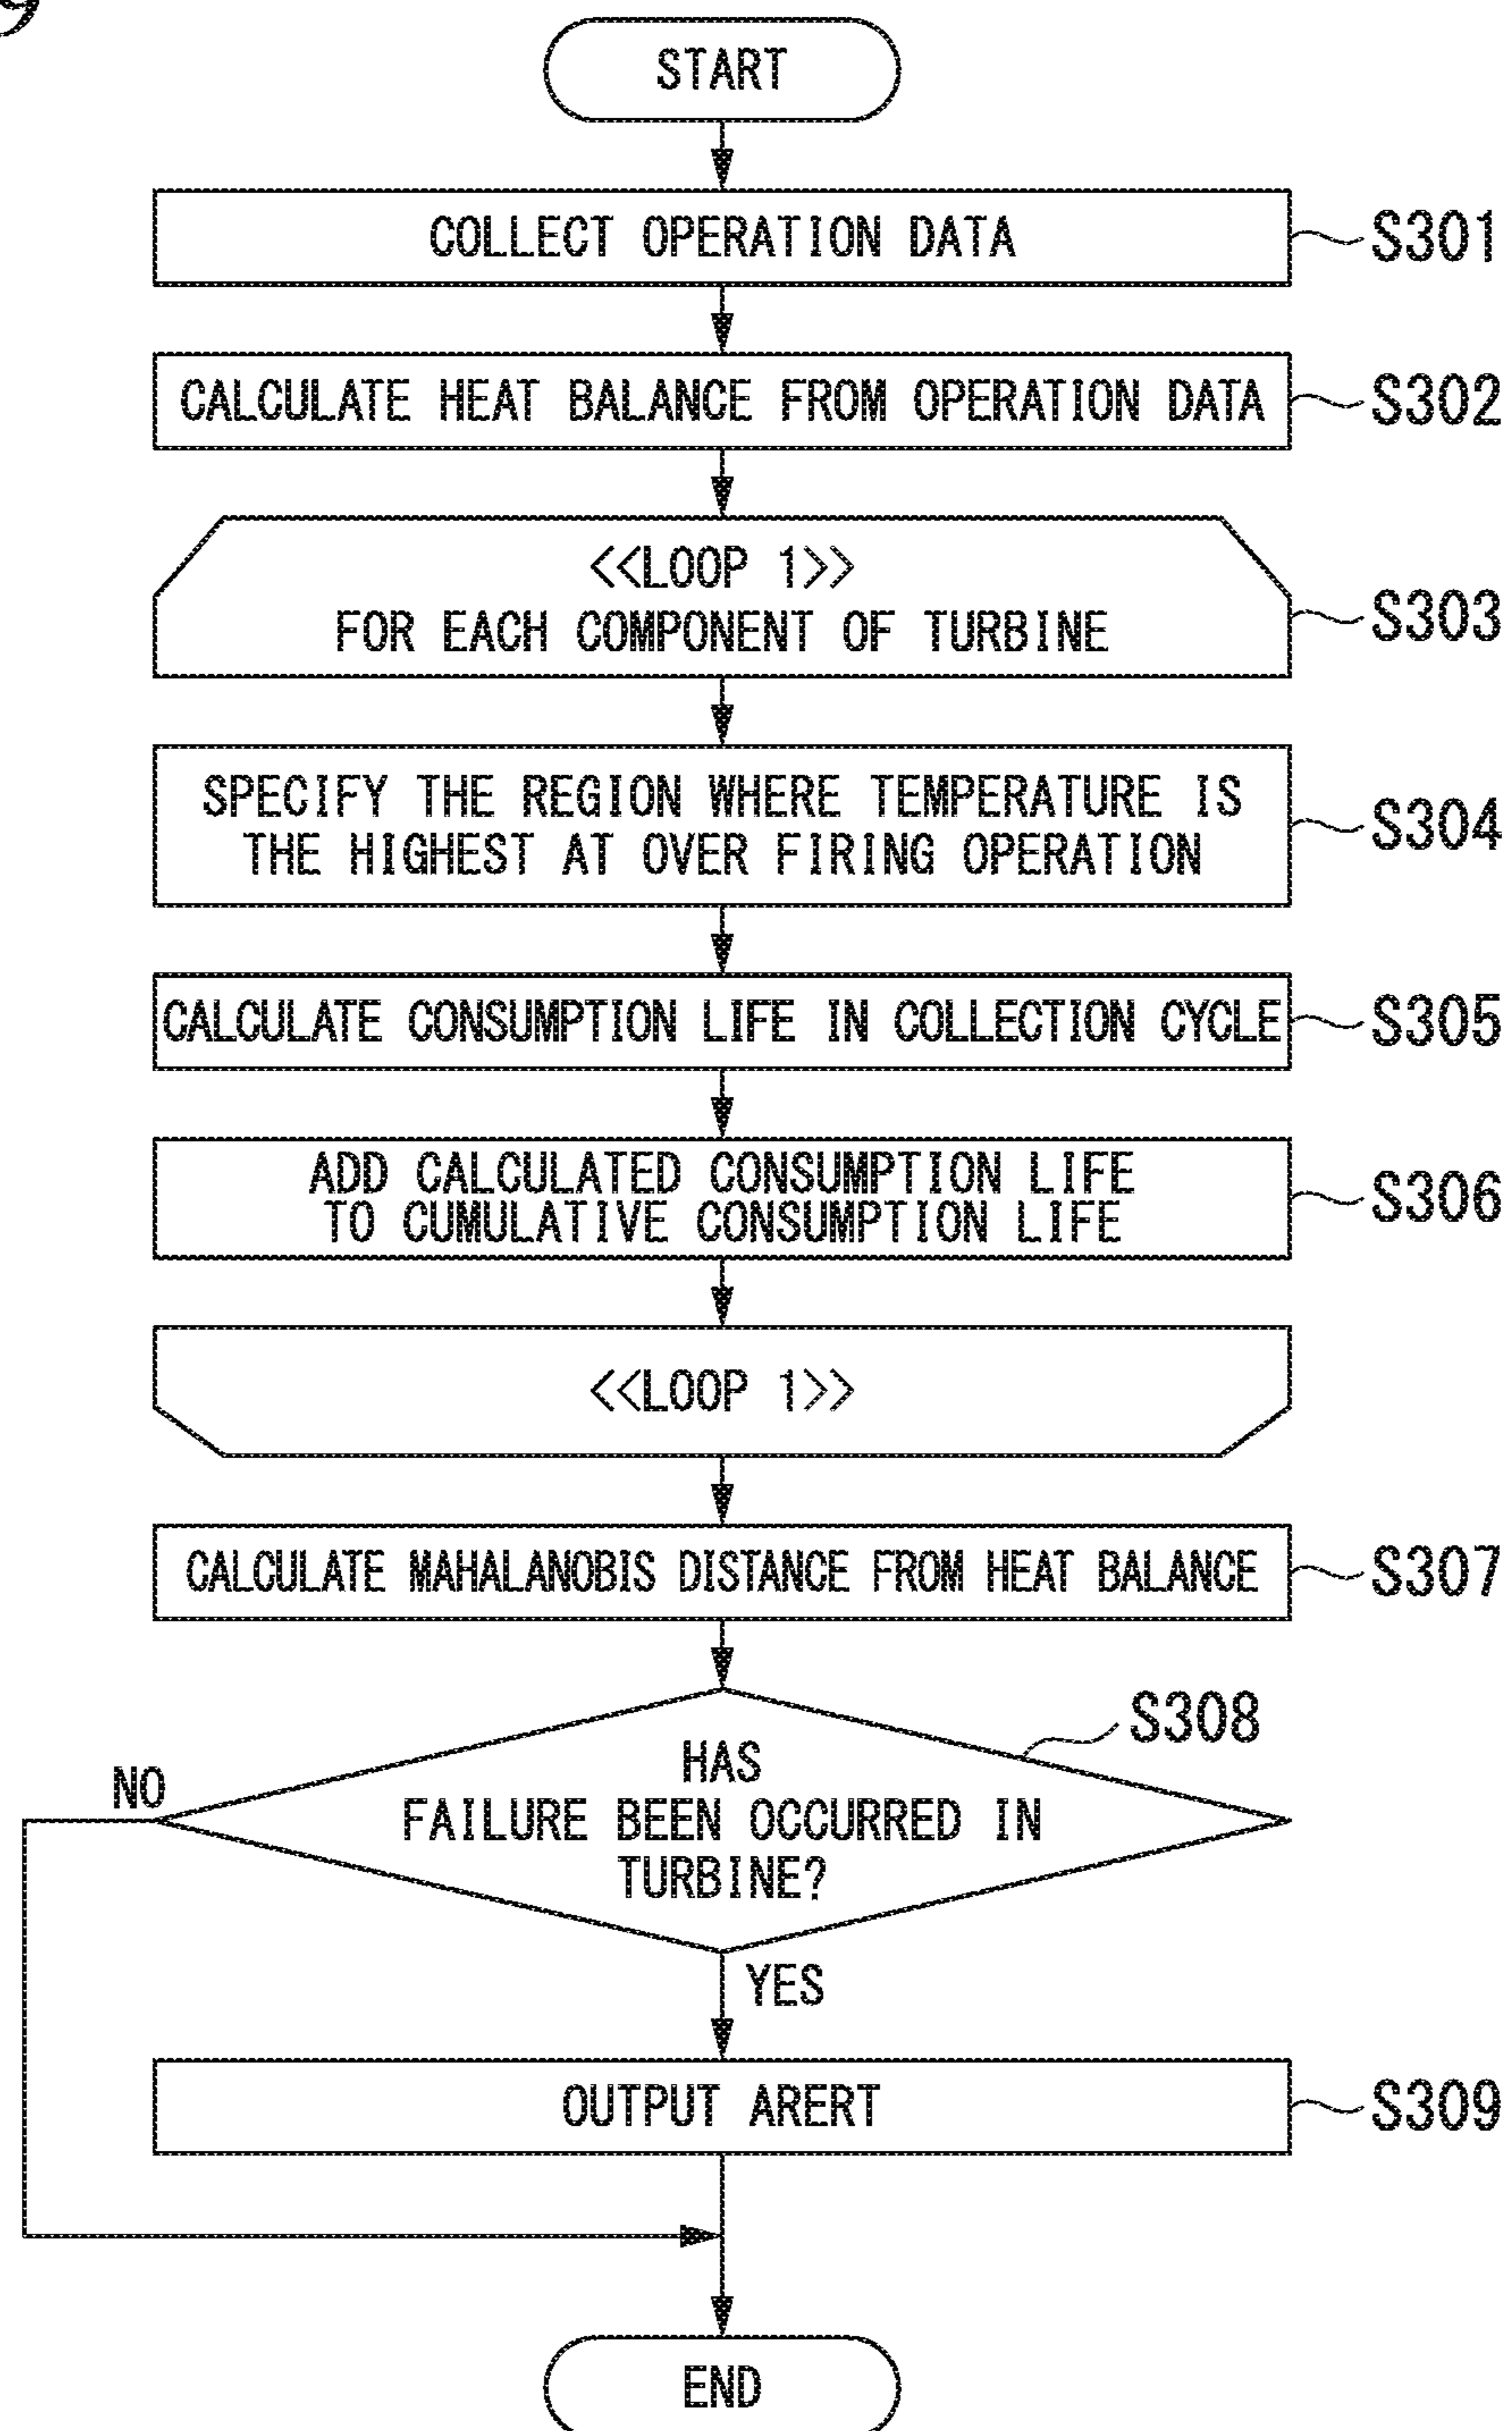 START
COLLECT OPERATION DATA
S301
CALCULATE HEAT BALANCE FROM OPERATION DATA
S302
<<LOOP 1>>
FOR EACH COMPONENT OF TURBINE
S303
SPECIFY THE REGION WHERE TEMPERATURE IS
THE HIGHEST AT OVER FIRING OPERATION
S304
CALCULATE CONSUMPTION LIFE IN COLLECTION CYCLE
S305
ADD CALCULATED CONSUMPTION LIFE
TO CUMULATIVE CONSUMPTION LIFE
S306
<<LOOP 1>>
CALCULATE MAHALANOBIS DISTANCE FROM HEAT BALANCE
S307
S308
HAS
FAILURE BEEN OCCURRED IN
TURBINE?
NO
YES
OUTPUT ARERT
S309
END